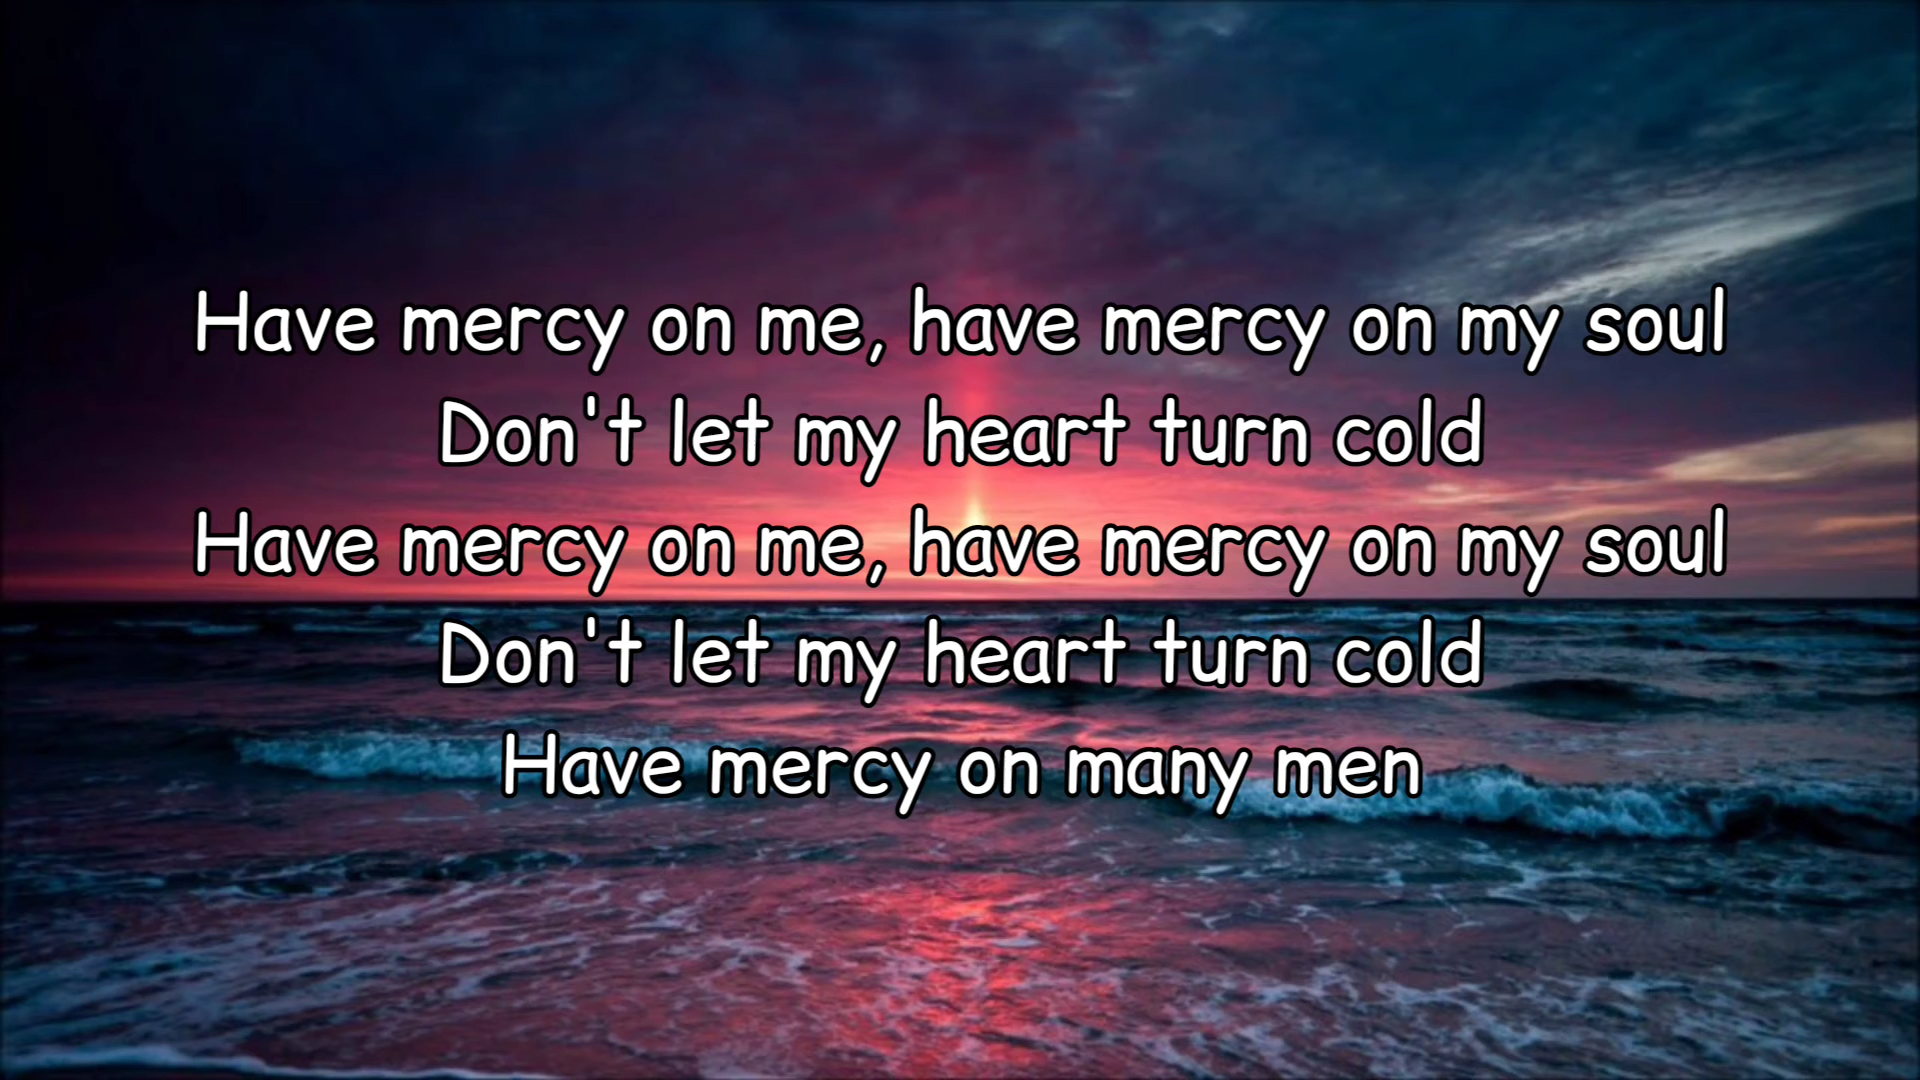 Have mercy on me, have mercy on my soul
Don't let my heart turn cold
Have mercy on me, have mercy on my soul
Don't let my heart turn cold
Have mercy on many men